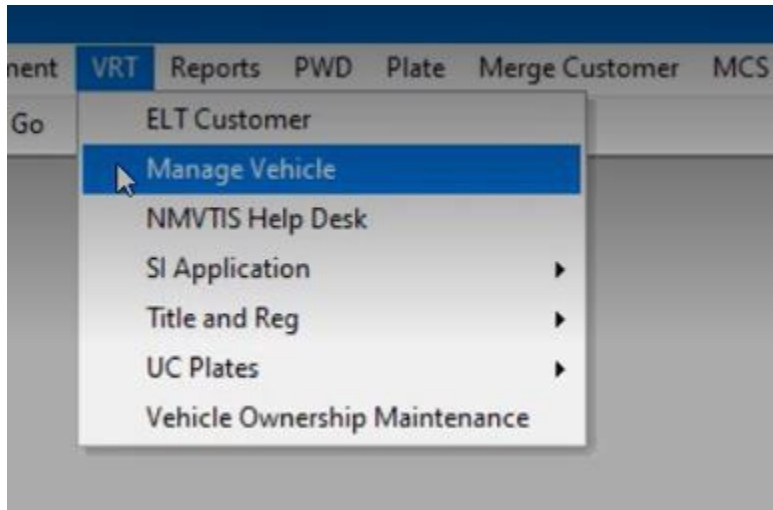 VRT Reports PWD Plate Merge Customer MCS
Go
ELT Customer
Manage Vehicle
NMVTIS Help Desk
SI Application
Title and Reg
UC Plates
Vehicle Ownership Maintenance